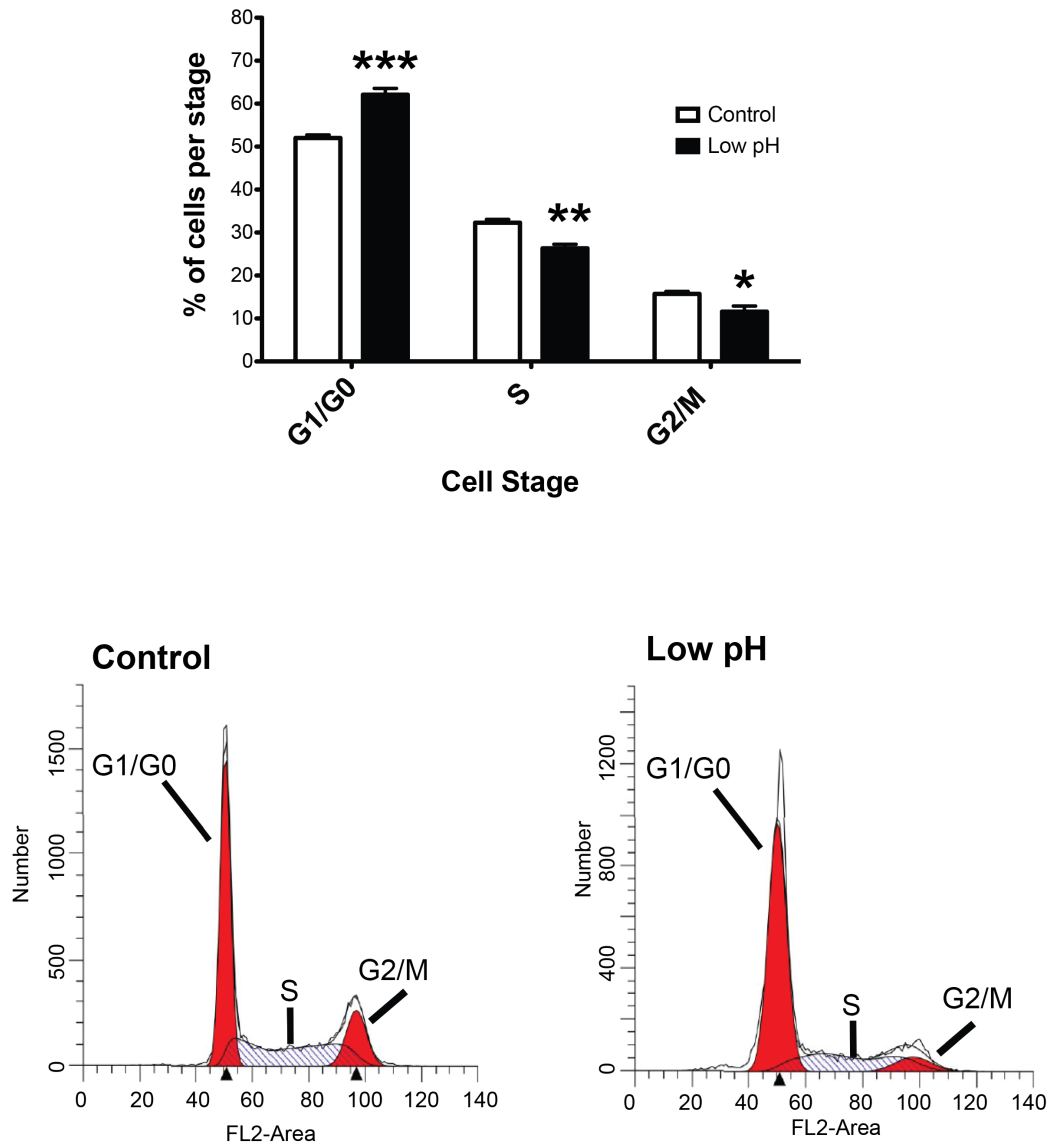 80
70
60
50
40
30
20
10
0
% of cells per stage
***
**
*
Control
Low pH
G1/G0
S
G2/M
Cell Stage
Control
Number
1500
1000
500
0
G1/G0
S
G2/M
0 20 40 60 80 100 120 140
FL2-Area
Low pH
Number
1200
800
400
0
G1/G0
S
G2/M
0 20 40 60 80 100 120 140
FL2-Area